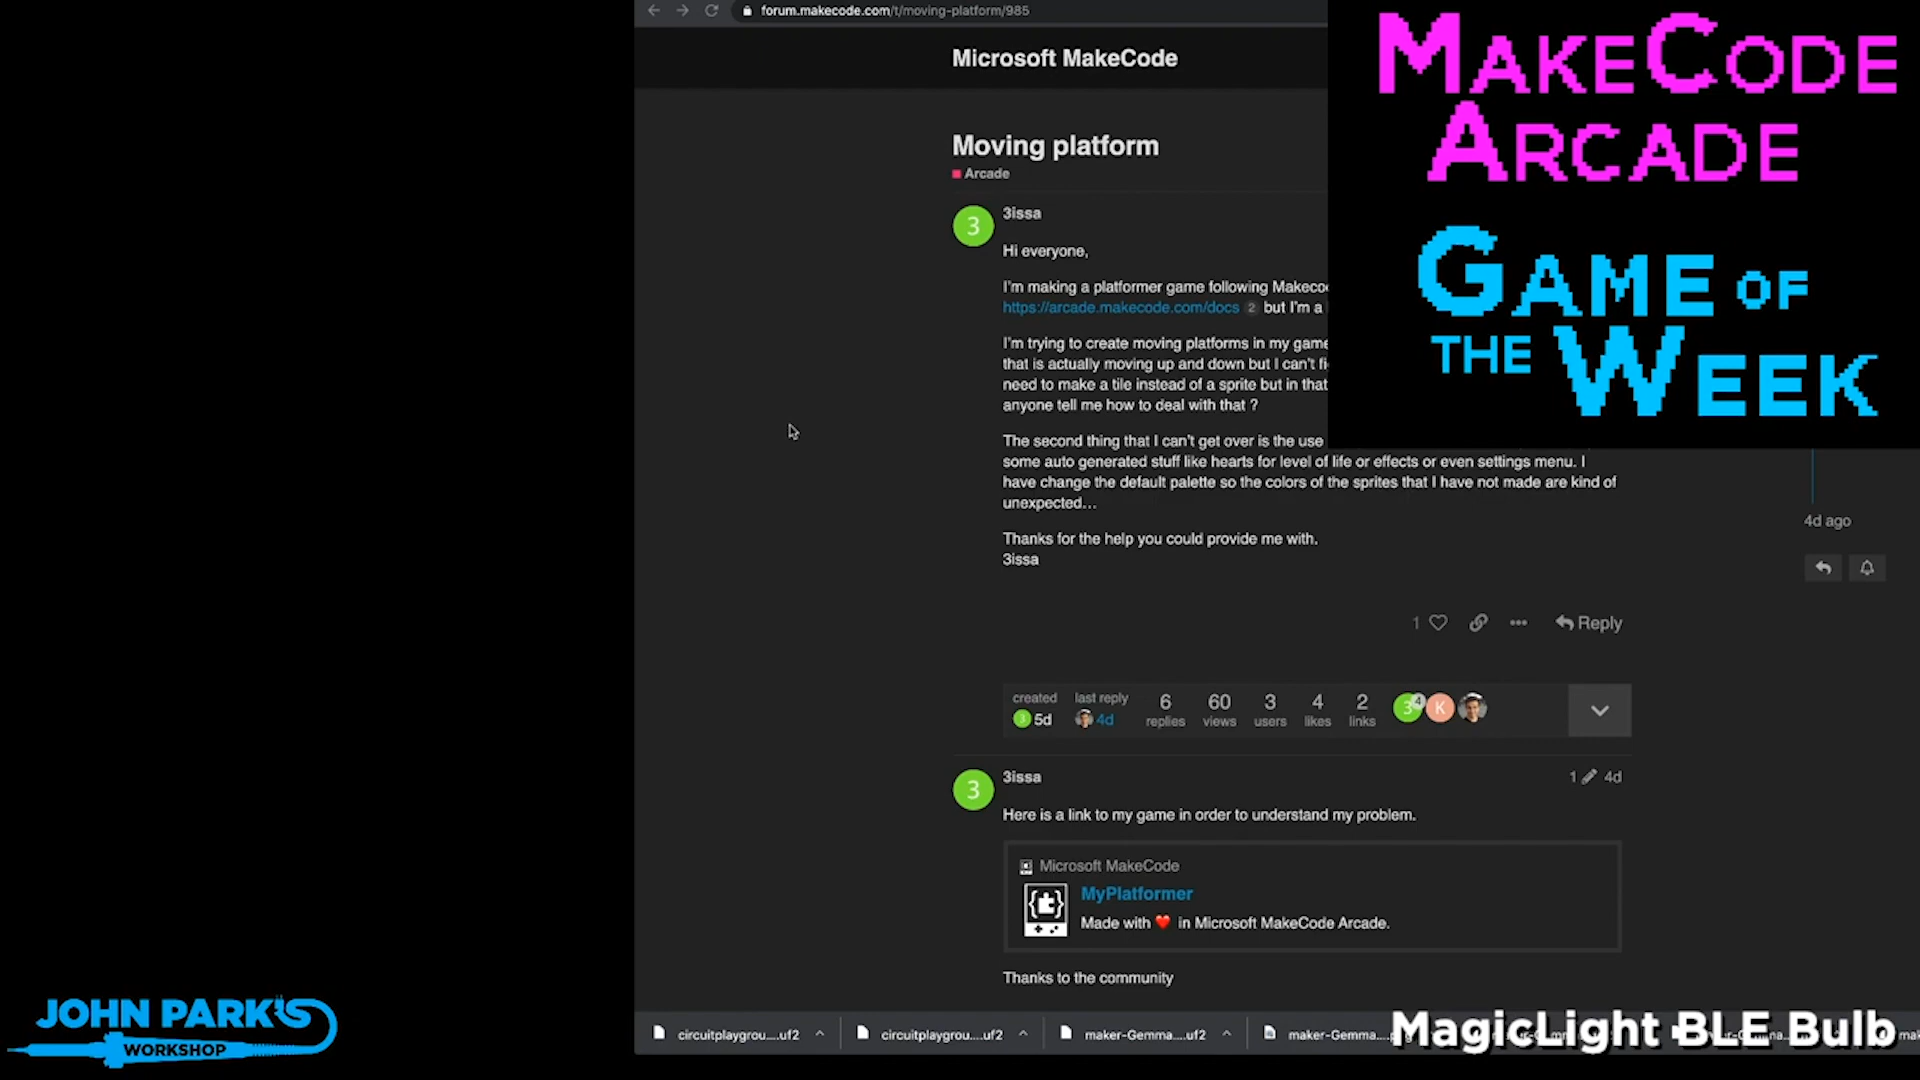 forum.makecode.com/t/moving-platform/985
Microsoft MakeCode
MAKECODE
ARCADE
GAME OF
THE WEEK
Moving platform
Arcade
3
3issa
Hi everyone,
I'm making a platformer game following Makeco
https://arcade.makecode.com/docs 2 but I'm a
I'm trying to create moving platforms in my game
that is actually moving up and down but I can't fi
need to make a tile instead of a sprite but in that
anyone tell me how to deal with that ?
The second thing that I can't get over is the use
some auto generated stuff like hearts for level of life or effects or even settings menu. I
have change the default palette so the colors of the sprites that I have not made are kind of
unexpected...
4d ago
Thanks for the help you could provide me with.
3issa
1 Reply
created last reply 6 60 3 4 2 3 4 K
3 5d 4d replies views users likes links
3
3issa 1 4d
Here is a link to my game in order to understand my problem.
Microsoft MakeCode
MyPlatformer
Made with ❤ in Microsoft MakeCode Arcade.
Thanks to the community
JOHN PARK'S
WORKSHOP
circuitplaygrou....uf2 circuitplaygrou....uf2 maker-Gemma....uf2 maker-Gemma....
MagicLight BLE Bulb